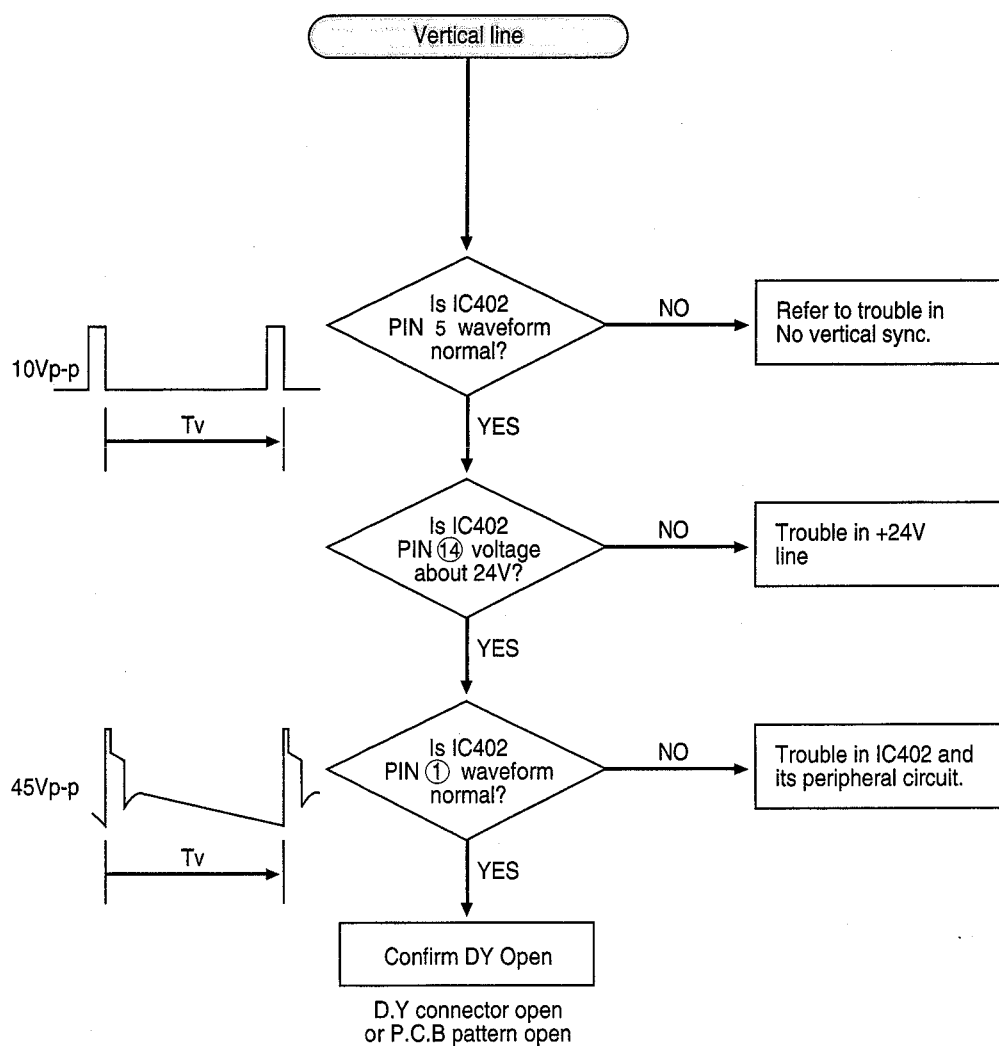 Vertical line
Is IC402
PIN 5 waveform
normal?
NO
Refer to trouble in
No vertical sync.
10Vp-p
Tv
YES
Is IC402
PIN ⑭ voltage
about 24V?
NO
Trouble in +24V
line
YES
Is IC402
PIN ① waveform
normal?
NO
Trouble in IC402 and
its peripheral circuit.
45Vp-p
Tv
YES
Confirm DY Open
D.Y connector open
or P.C.B pattern open